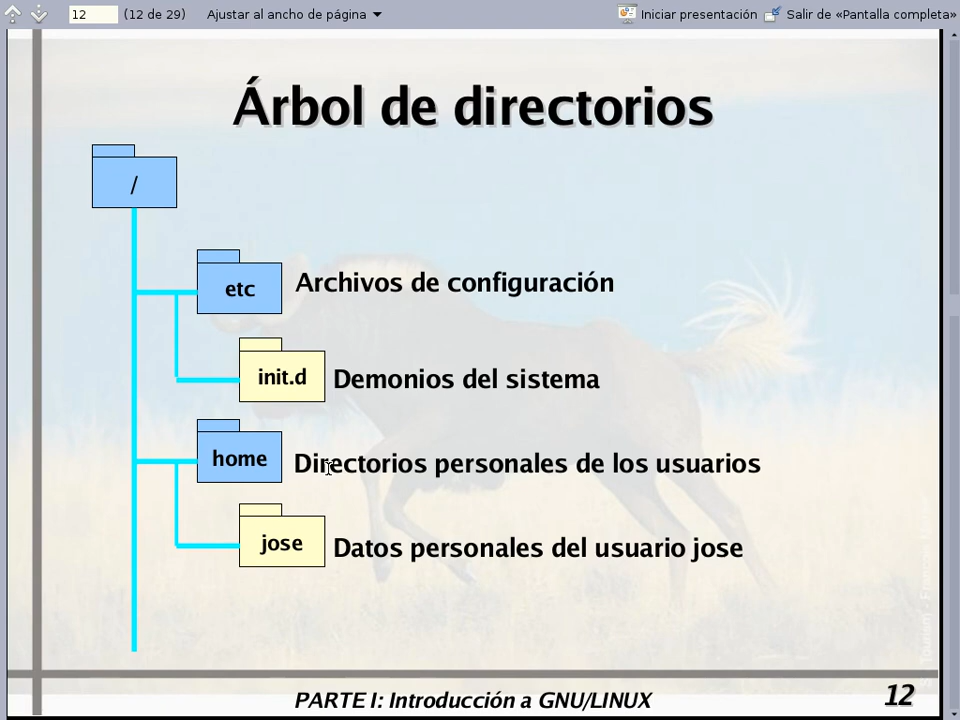 12 (12 de 29) Ajustar al ancho de página Iniciar presentación Salir de «Pantalla completa»
Árbol de directorios
/
etc Archivos de configuración
init.d Demonios del sistema
home Directorios personales de los usuarios
jose Datos personales del usuario jose
PARTE I: Introducción a GNU/LINUX 12